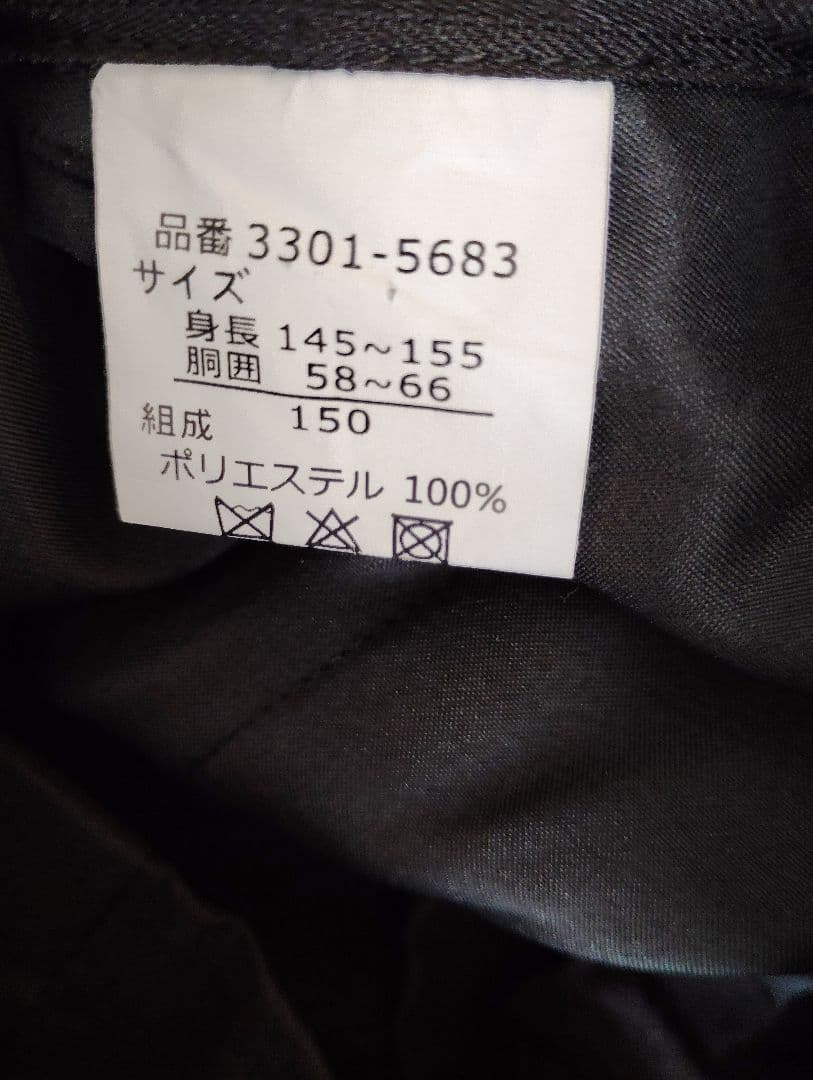 品番 3301-5683
サイズ
身長 145~155
胴囲 58~66
150
組成
ポリエステル 100%